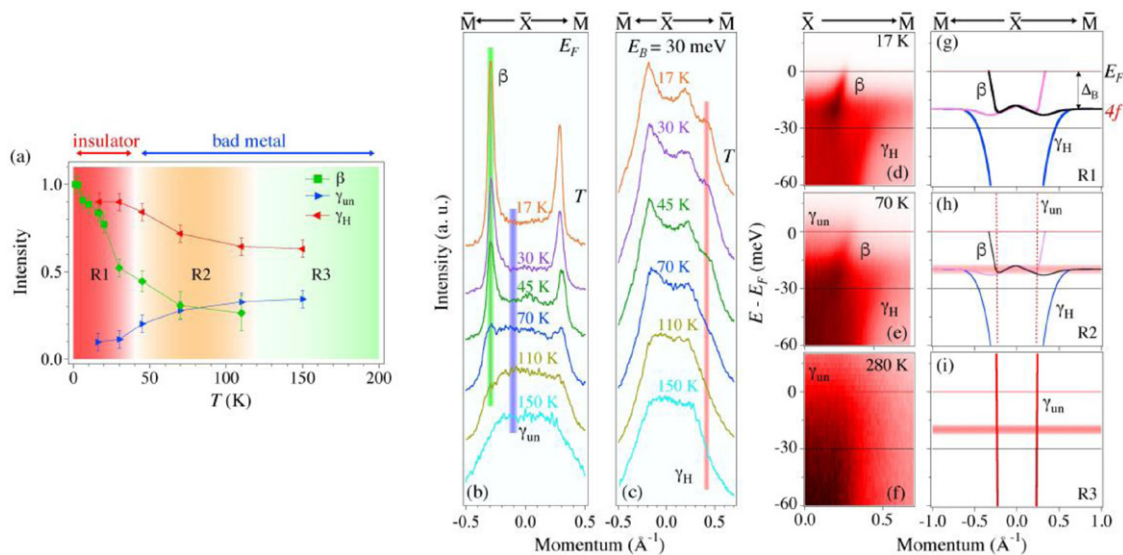 M̄ X̄ M̄
M̄ X̄ M̄
X̄ M̄
M̄ X̄ M̄
(a)
insulator
bad metal
β
γun
γH
R1
R2
R3
Intensity
1.0
0.5
0.0
0 50 100 150 200
T (K)
EF
β
17 K
T
30 K
45 K
70 K
110 K
150 K
γun
(b)
Intensity (a. u.)
-0.5 0.0 0.5
EB = 30 meV
17 K
30 K
T
45 K
70 K
110 K
150 K
γH
(c)
-0.5 0.0 0.5
Momentum (Å⁻¹)
17 K
β
γH
(d)
0
-30
-60
γun
70 K
β
γH
(e)
0
-30
-60
E - EF (meV)
γun
280 K
(f)
0
-30
-60
0.0 0.5
(g)
EF
β
ΔB
4f
γH
R1
(h)
γun
β
γH
R2
(i)
γun
R3
-1.0 0.0 1.0
Momentum (Å⁻¹)